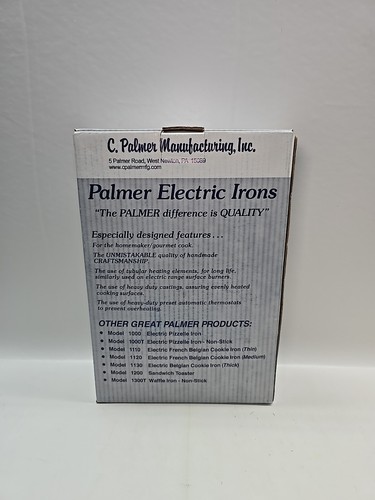 C. Palmer Manufacturing, Inc.
5 Palmer Road, West Newton, PA 15089
www.cpalmermfg.com
Palmer Electric Irons
"The PALMER difference is QUALITY"
Especially designed features . . .
For the homemaker/gourmet cook.
The UNMISTAKABLE quality of handmade
CRAFTSMANSHIP.
The use of tubular heating elements, for long life,
similarly used on electric range surface burners.
The use of heavy duty castings, assuring evenly heated
cooking surfaces.
The use of heavy-duty preset automatic thermostats
to prevent overheating.
OTHER GREAT PALMER PRODUCTS:
• Model 1000 Electric Pizzelle Iron
• Model 1000T Electric Pizzelle Iron- Non-Stick
• Model 1110 Electric French Belgian Cookie Iron (Thin)
• Model 1120 Electric French Belgian Cookie Iron (Medium)
• Model 1130 Electric Belgian Cookie Iron (Thick)
• Model 1200 Sandwich Toaster
• Model 1300T Waffle Iron - Non-Stick